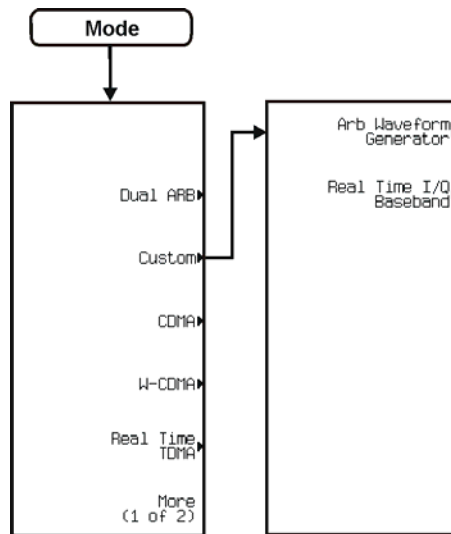 Mode
Dual ARB
Custom
CDMA
W-CDMA
Real Time
TDMA
More
(1 of 2)
Arb Waveform
Generator
Real Time I/Q
Baseband